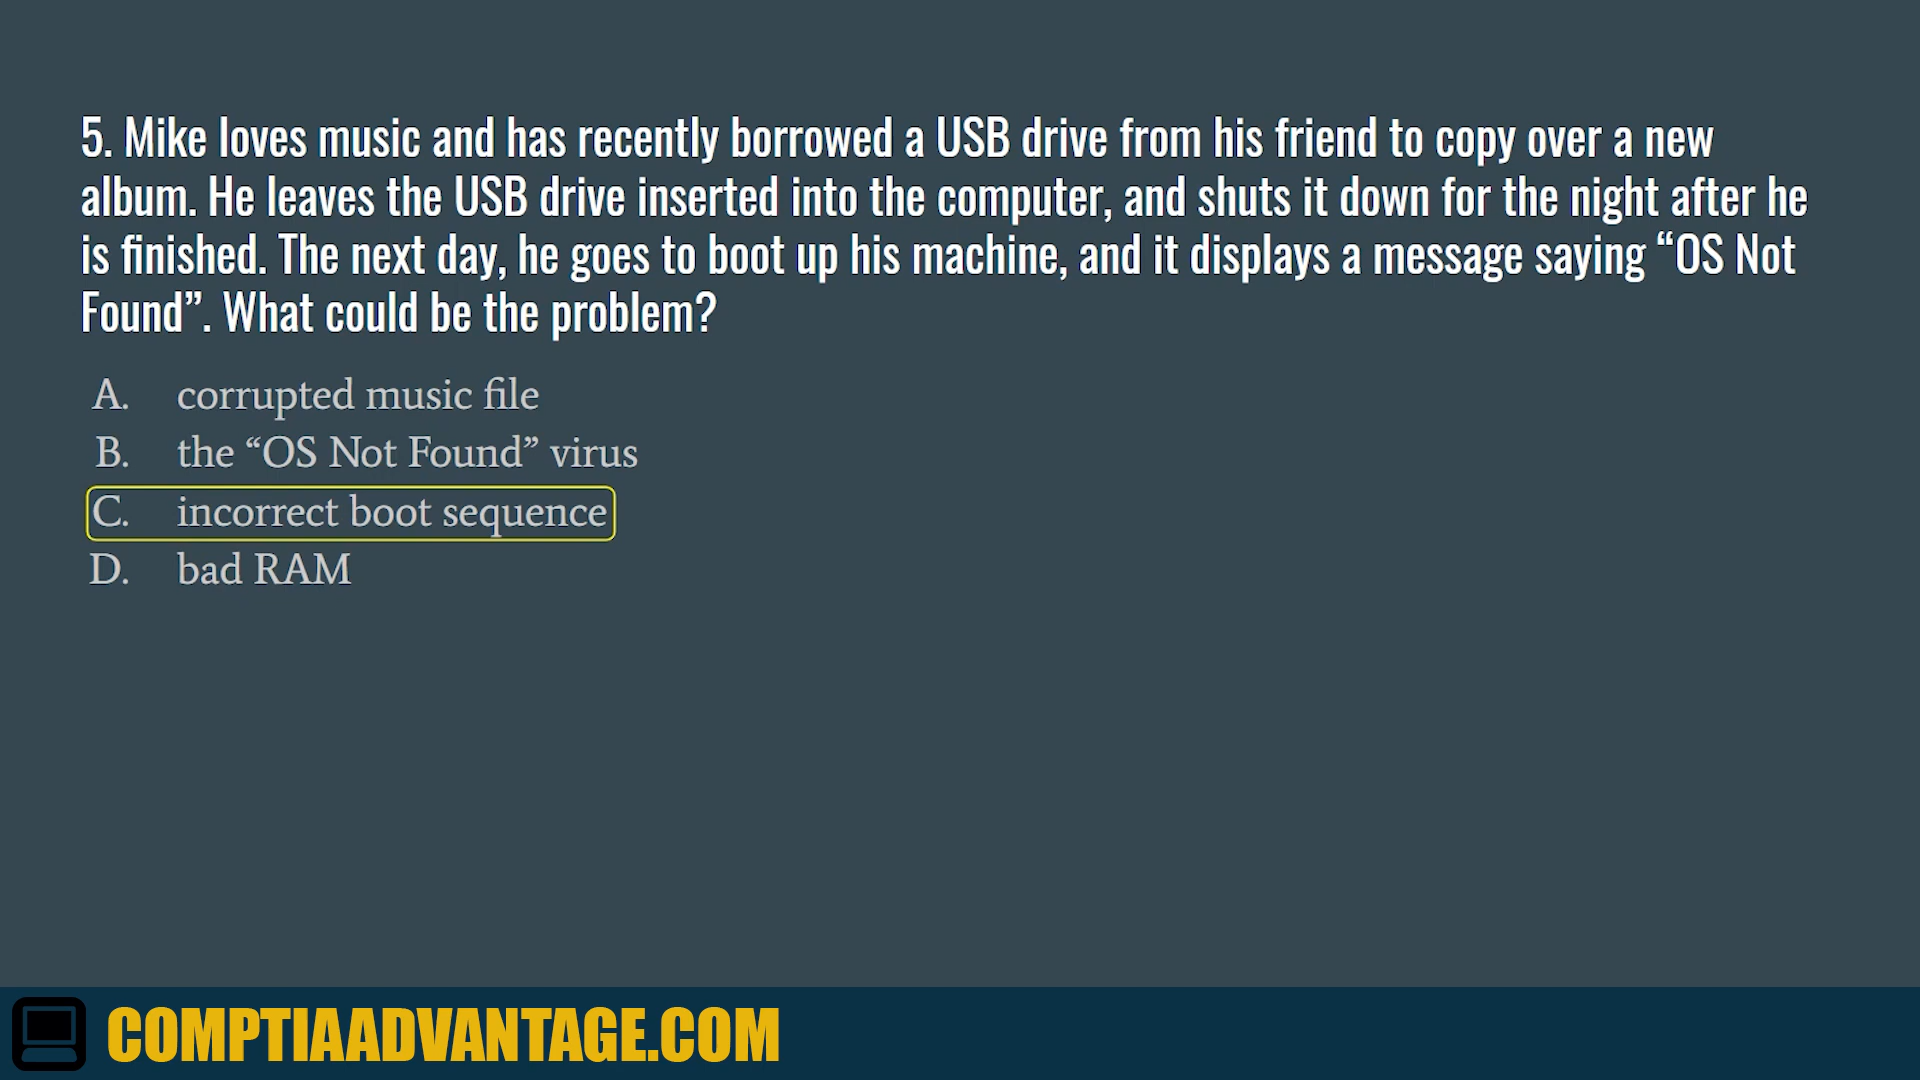 5. Mike loves music and has recently borrowed a USB drive from his friend to copy over a new
album. He leaves the USB drive inserted into the computer, and shuts it down for the night after he
is finished. The next day, he goes to boot up his machine, and it displays a message saying “OS Not
Found”. What could be the problem?
A. corrupted music file
B. the “OS Not Found” virus
C. incorrect boot sequence
D. bad RAM
COMPTIAADVANTAGE.COM